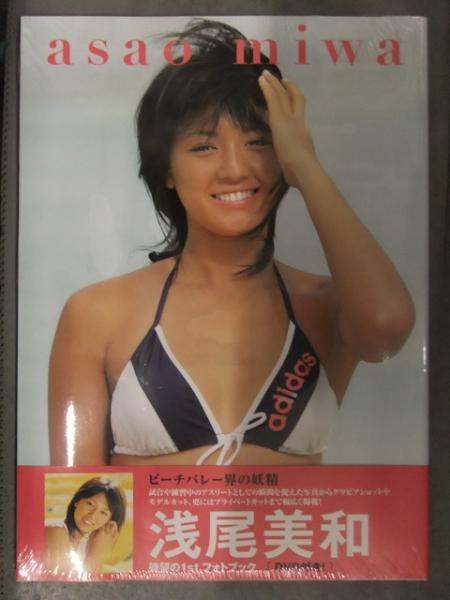 asao miwa
adidas
ビーチバレー界の妖精
試合や練習中のアスリートとしての瞬間を捉えた写真からグラビアショットや
モデルカット、更にはプライベートカットまで幅広く掲載!
浅尾美和
待望の1st.フォトブック [DVD付き!]